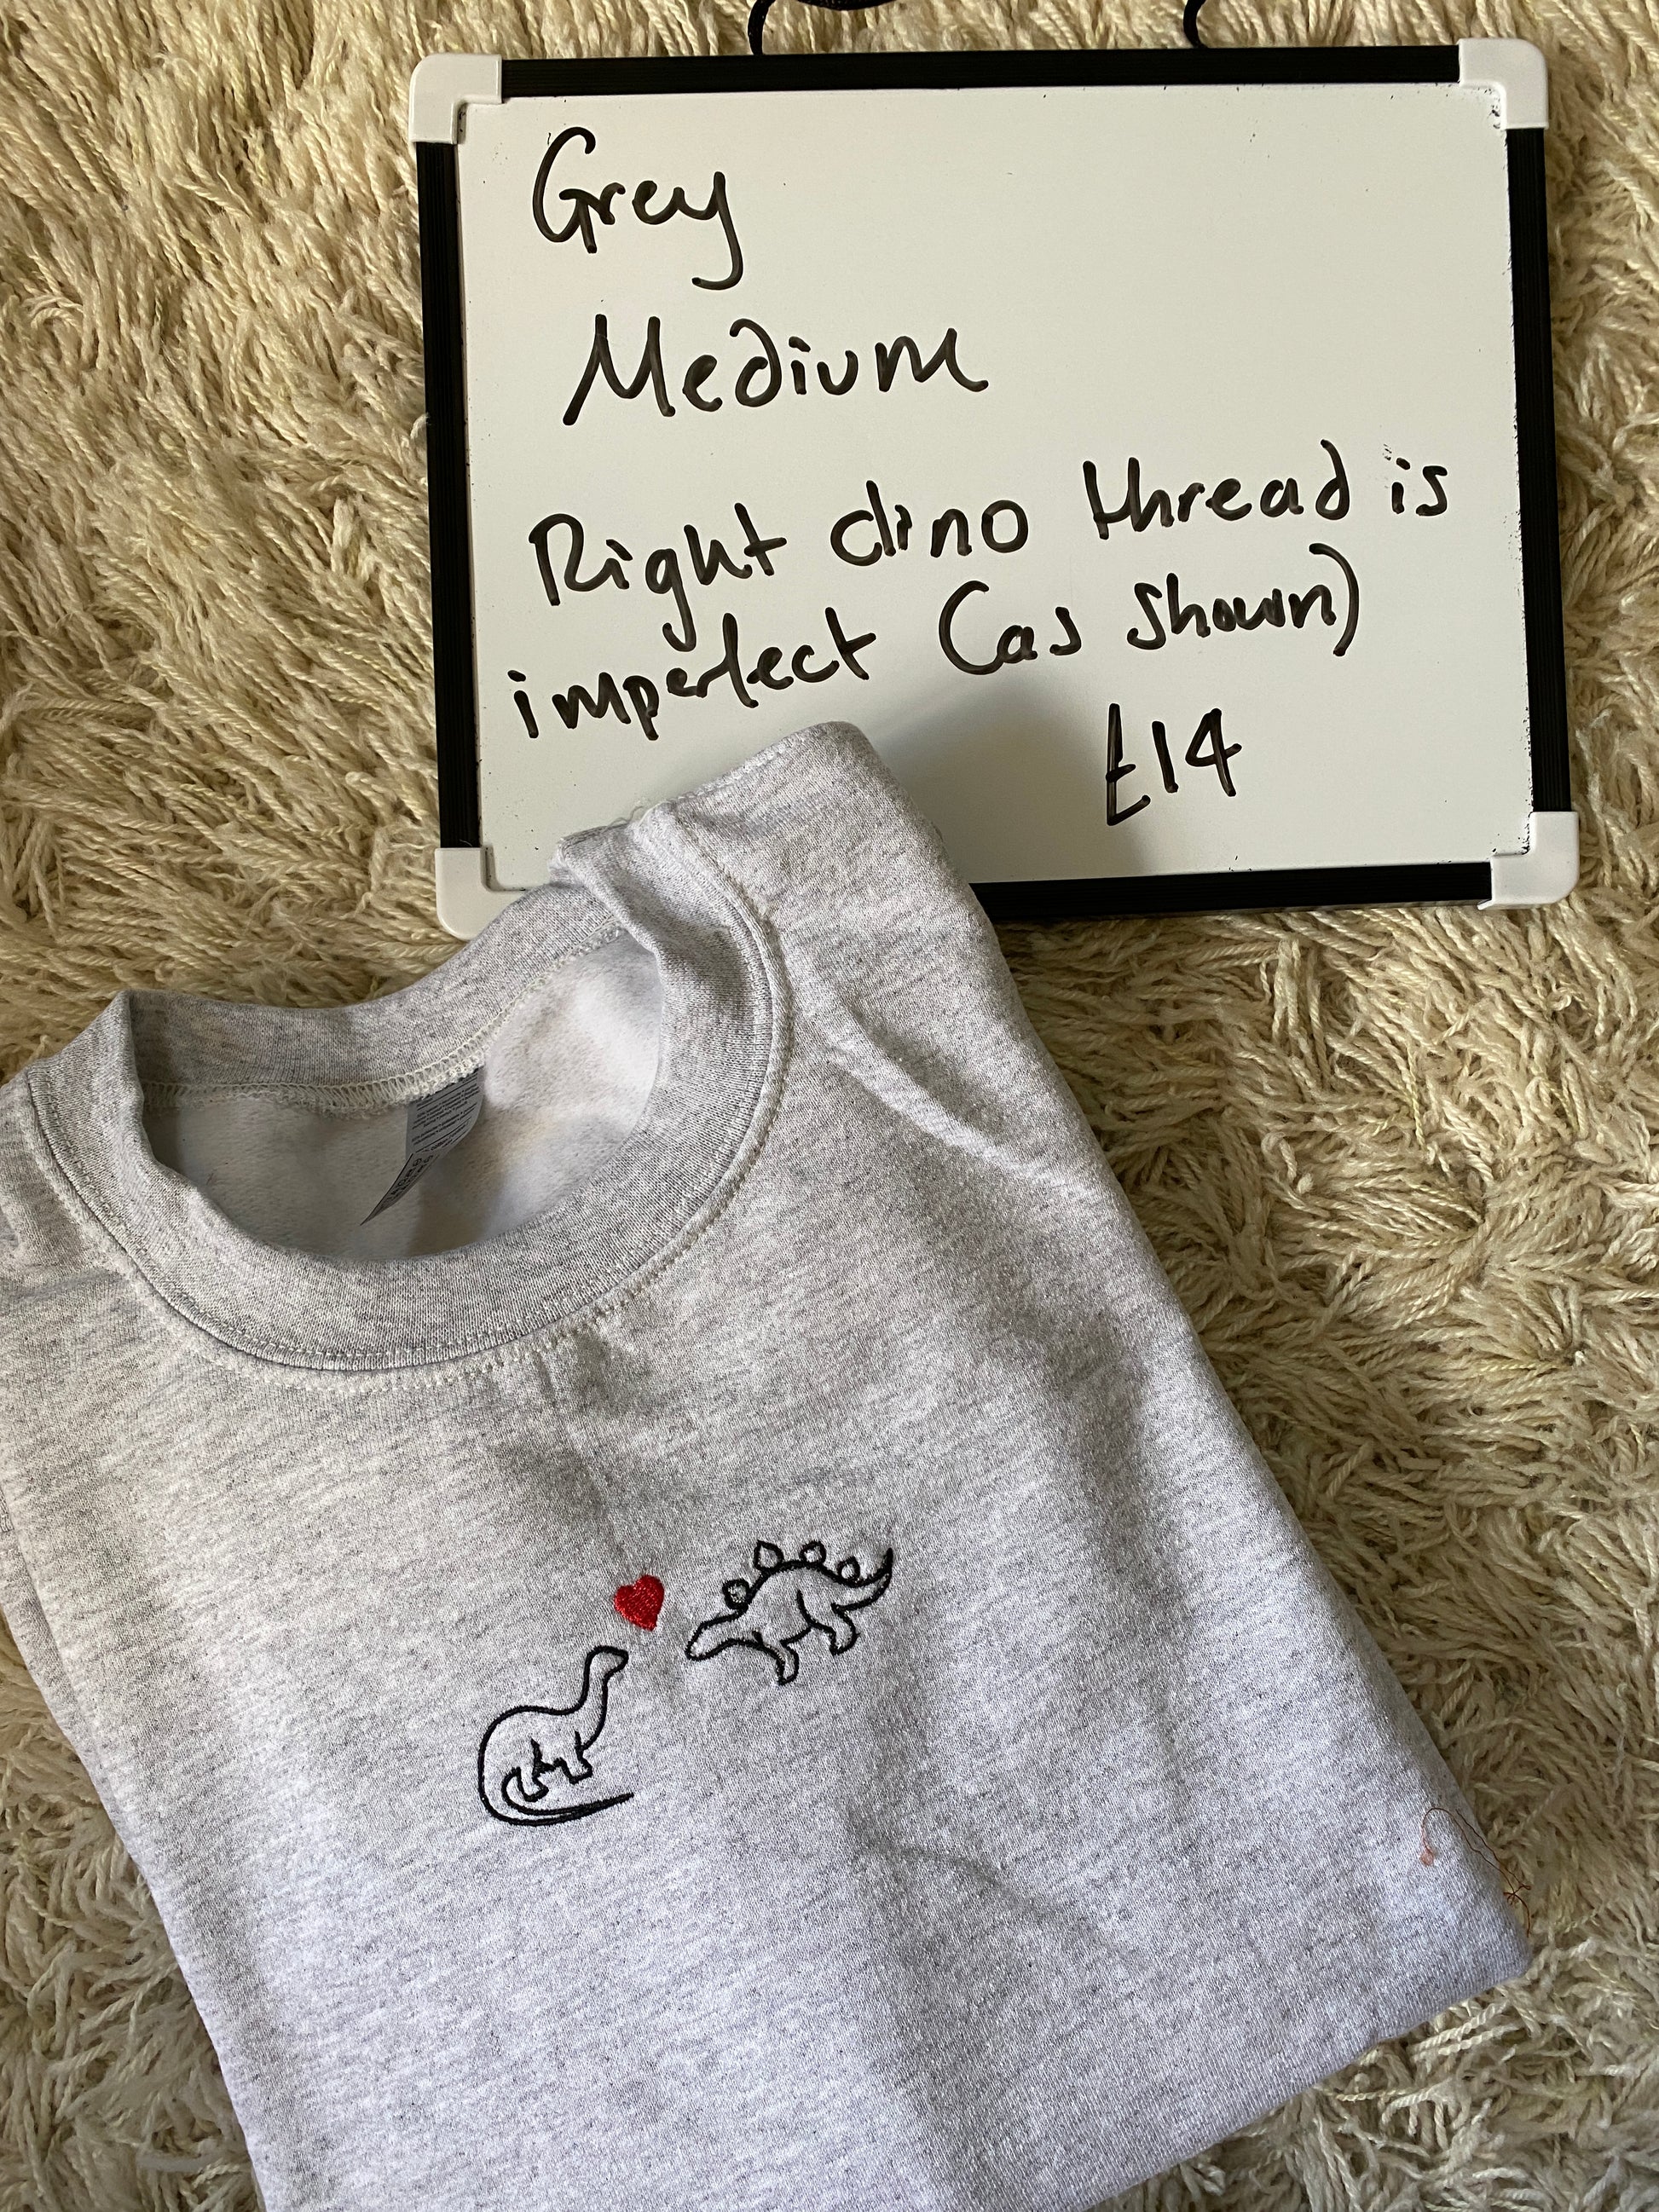 Grey
Medium
Right dino thread is
imperfect (as shown)
£14